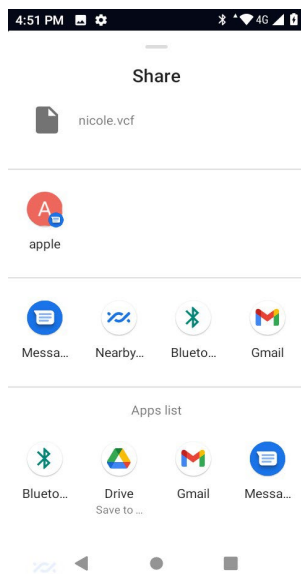 4:51 PM 4G
Share
nicole.vcf
A
apple
Messa... Nearby... Blueto... Gmail
Apps list
Blueto... Drive Gmail Messa...
Save to ...